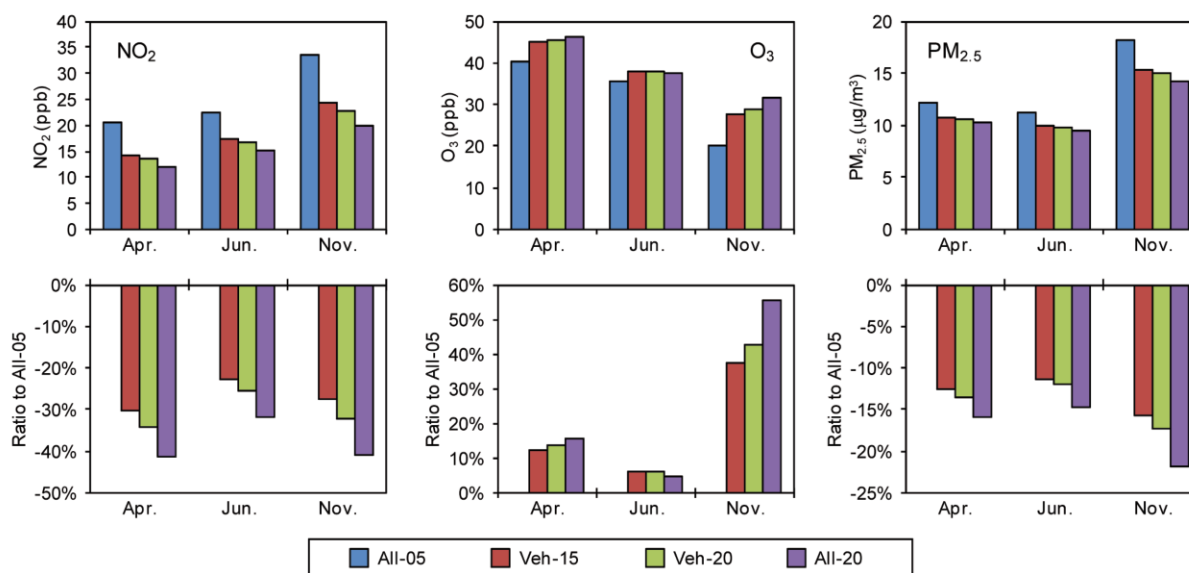 NO₂
NO₂ (ppb)
40
35
30
25
20
15
10
5
0
Apr. Jun. Nov.
O₃
O₃ (ppb)
50
40
30
20
10
0
Apr. Jun. Nov.
PM₂.₅
PM₂.₅ (μg/m³)
20
15
10
5
0
Apr. Jun. Nov.
Ratio to All-05
0%
-10%
-20%
-30%
-40%
-50%
Apr. Jun. Nov.
Ratio to All-05
60%
50%
40%
30%
20%
10%
0%
Apr. Jun. Nov.
Ratio to All-05
0%
-5%
-10%
-15%
-20%
-25%
Apr. Jun. Nov.
All-05 Veh-15 Veh-20 All-20